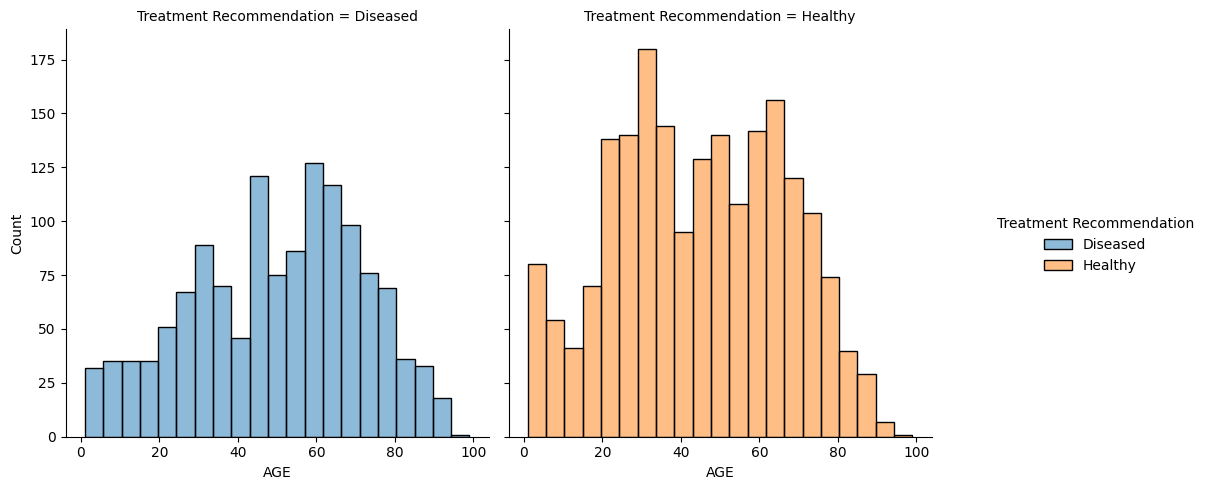 Treatment Recommendation = Diseased
Treatment Recommendation = Healthy
175
150
125
100
75
50
25
0
Count
0 20 40 60 80 100
AGE
0 20 40 60 80 100
AGE
Treatment Recommendation
Diseased
Healthy